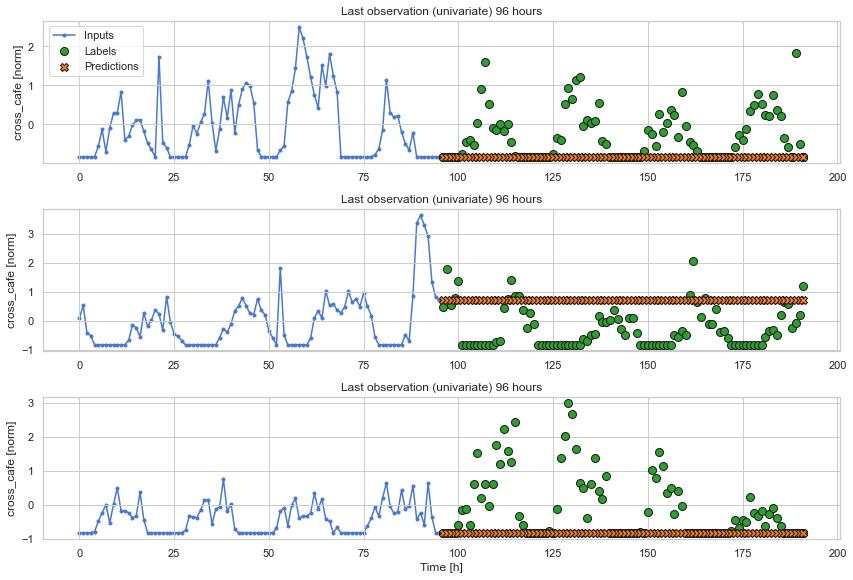 Last observation (univariate) 96 hours
cross_cafe [norm]
Inputs
Labels
Predictions
2
1
0
0 25 50 75 100 125 150 175 200
Last observation (univariate) 96 hours
cross_cafe [norm]
3
2
1
0
−1
0 25 50 75 100 125 150 175 200
Last observation (univariate) 96 hours
cross_cafe [norm]
3
2
1
0
−1
0 25 50 75 100 125 150 175 200
Time [h]